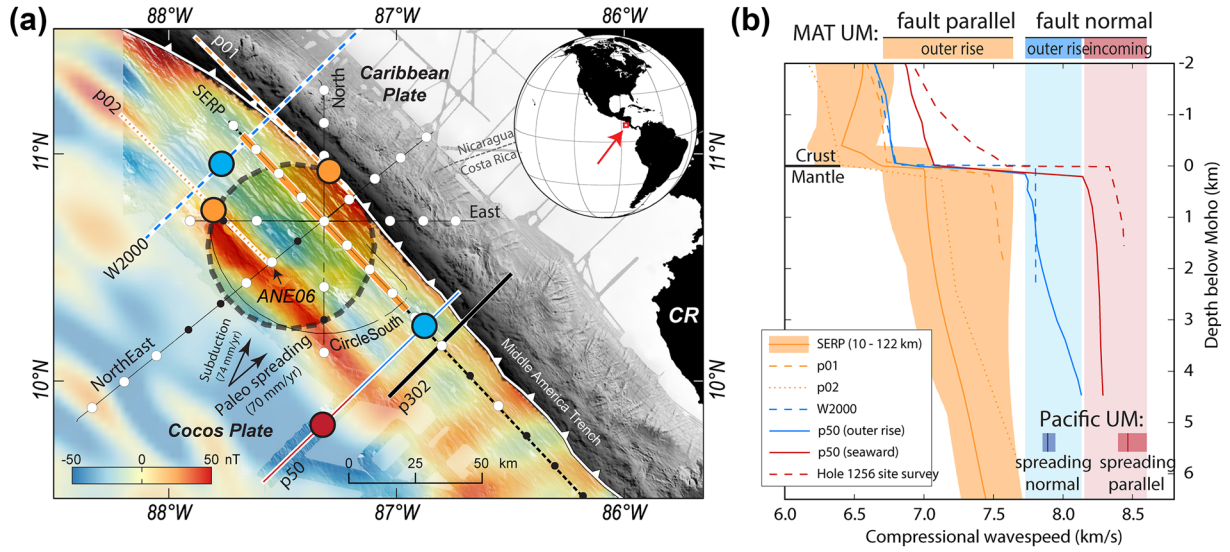 (a)
88°W
87°W
86°W
11°N
10°N
p01
p02
SERP
North
Caribbean
Plate
Nicaragua
Costa Rica
East
W2000
ANE06
CircleSouth
NorthEast
Subduction
(74 mm/yr)
Paleo spreading
(70 mm/yr)
p302
Middle America Trench
CR
Cocos Plate
p50
-50 0 50 nT
0 25 50 km
88°W
87°W
86°W
(b)
fault parallel
fault normal
MAT UM:
outer rise
outer rise
incoming
Crust
Mantle
-2
-1
0
1
2
3
4
5
6
Depth below Moho (km)
SERP (10 - 122 km)
p01
p02
W2000
p50 (outer rise)
p50 (seaward)
Hole 1256 site survey
Pacific UM:
spreading
normal
spreading
parallel
6.0 6.5 7.0 7.5 8.0 8.5
Compressional wavespeed (km/s)